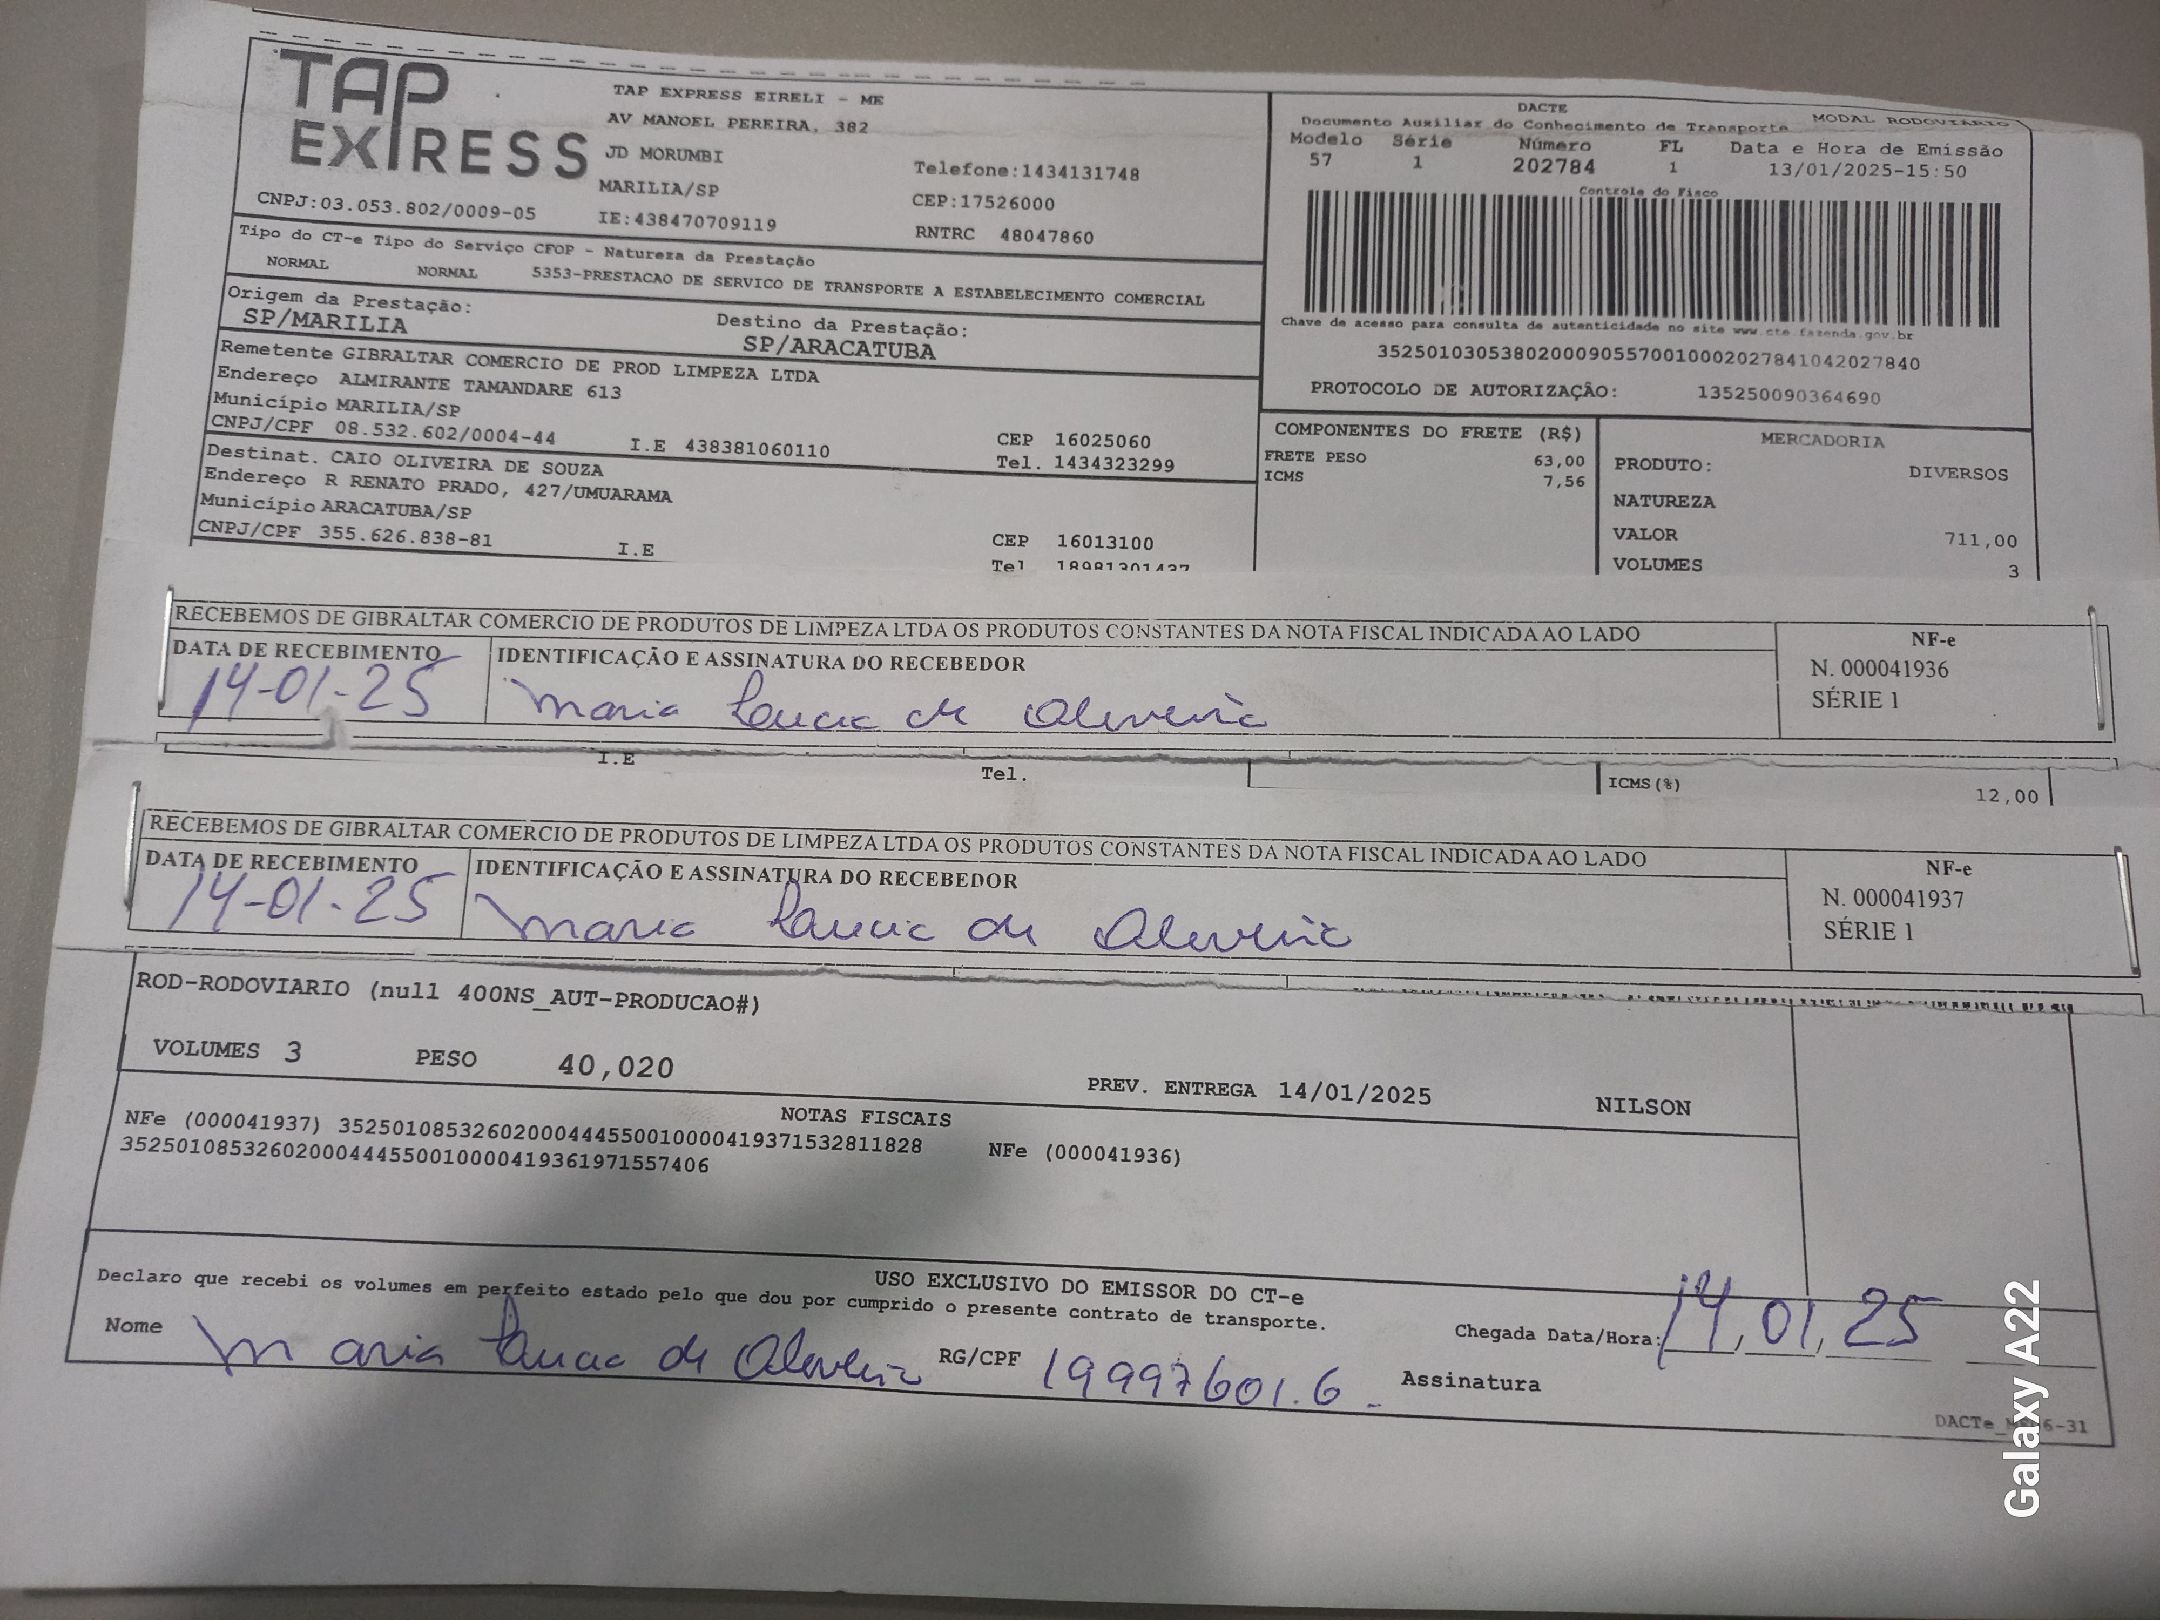 TAP
EXPRESS
CNPJ:03.053.802/0009-05
TAP EXPRESS EIRELI - ME
AV MANOEL PEREIRA, 382
JD MORUMBI
MARILIA/SP
IE:438470709119
Telefone:1434131748
CEP:17526000
RNTRC 48047860
DACTE
Documento Auxiliar do Conhecimento de Transporte
MODAL RODOVIÁRIO
Modelo Série Número FL Data e Hora de Emissão
57 1 202784 1 13/01/2025-15:50
Controle do Fisco
Chave de acesso para consulta de autenticidade no site www.cte.fazenda.gov.br
35250103053802000905570010002027841042027840
PROTOCOLO DE AUTORIZAÇÃO: 135250090364690
Tipo do CT-e Tipo do Serviço CFOP - Natureza da Prestação
NORMAL NORMAL 5353-PRESTACAO DE SERVICO DE TRANSPORTE A ESTABELECIMENTO COMERCIAL
Origem da Prestação:
SP/MARILIA
Destino da Prestação:
SP/ARACATUBA
Remetente GIBRALTAR COMERCIO DE PROD LIMPEZA LTDA
Endereço ALMIRANTE TAMANDARE 613
Município MARILIA/SP
CNPJ/CPF 08.532.602/0004-44 I.E 438381060110
CEP 16025060
Tel. 1434323299
Destinat. CAIO OLIVEIRA DE SOUZA
Endereço R RENATO PRADO, 427/UMUARAMA
Município ARACATUBA/SP
CNPJ/CPF 355.626.838-81 I.E
CEP 16013100
Tel 18981301437
COMPONENTES DO FRETE (R$)
FRETE PESO 63,00
ICMS 7,56
MERCADORIA
PRODUTO: DIVERSOS
NATUREZA
VALOR 711,00
VOLUMES 3
RECEBEMOS DE GIBRALTAR COMERCIO DE PRODUTOS DE LIMPEZA LTDA OS PRODUTOS CONSTANTES DA NOTA FISCAL INDICADA AO LADO
DATA DE RECEBIMENTO
14-01-25
IDENTIFICAÇÃO E ASSINATURA DO RECEBEDOR
Maria Lucia de Oliveira
NF-e
N. 000041936
SÉRIE 1
I.E Tel. ICMS(%) 12,00
RECEBEMOS DE GIBRALTAR COMERCIO DE PRODUTOS DE LIMPEZA LTDA OS PRODUTOS CONSTANTES DA NOTA FISCAL INDICADA AO LADO
DATA DE RECEBIMENTO
14-01-25
IDENTIFICAÇÃO E ASSINATURA DO RECEBEDOR
Maria Lucia de Oliveira
NF-e
N. 000041937
SÉRIE 1
ROD-RODOVIARIO (null 400NS_AUT-PRODUCAO#)
VOLUMES 3 PESO 40,020 PREV. ENTREGA 14/01/2025 NILSON
NOTAS FISCAIS
NFe (000041937) 35250108532602000444550010000419371532811828 NFe (000041936)
35250108532602000444550010000419361971557406
USO EXCLUSIVO DO EMISSOR DO CT-e
Declaro que recebi os volumes em perfeito estado pelo que dou por cumprido o presente contrato de transporte.
Chegada Data/Hora: 14,01,25
Nome Maria Lucia de Oliveira RG/CPF 19997601.6 Assinatura
Galaxy A22